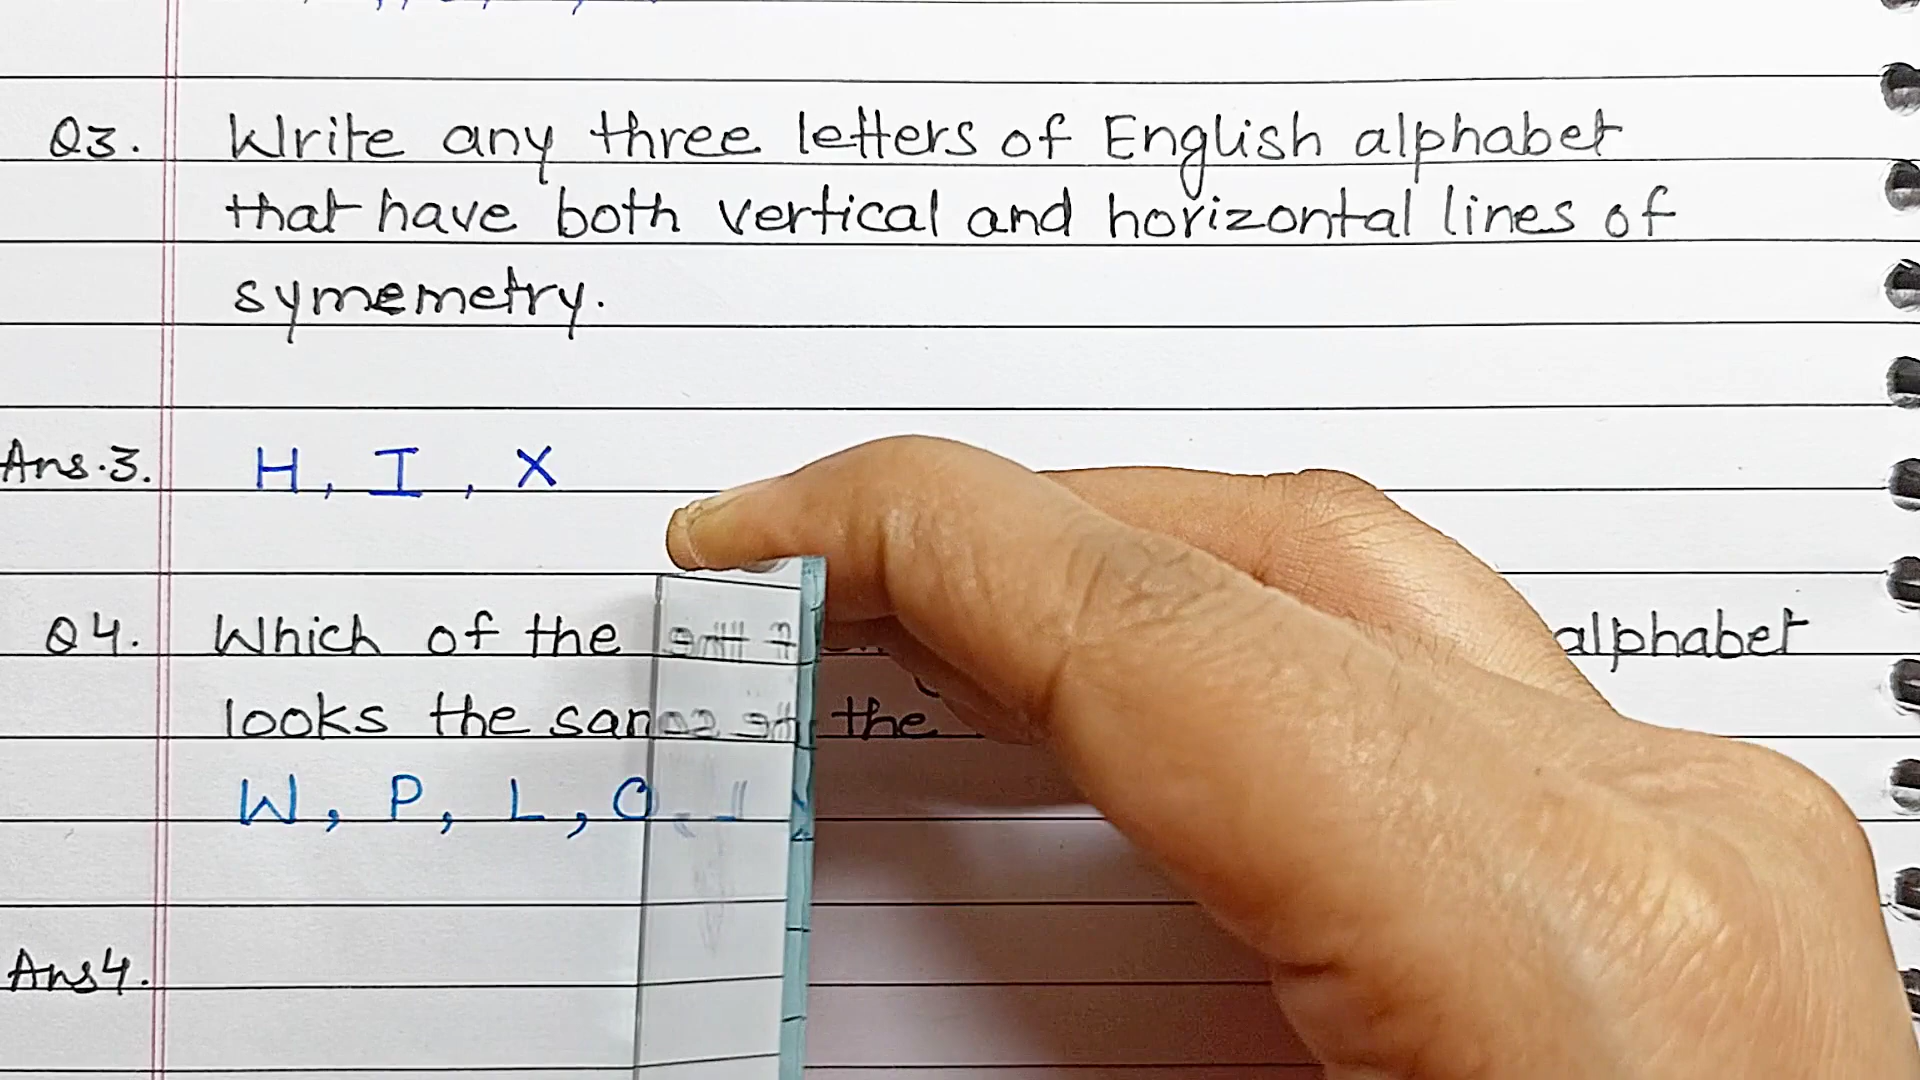 Q3. Write any three letters of English alphabet
that have both vertical and horizontal lines of
symemetry.
Ans.3. H, I, X
Q4. Which of the alphabet
looks the the
W, P, L, O
Ans4.